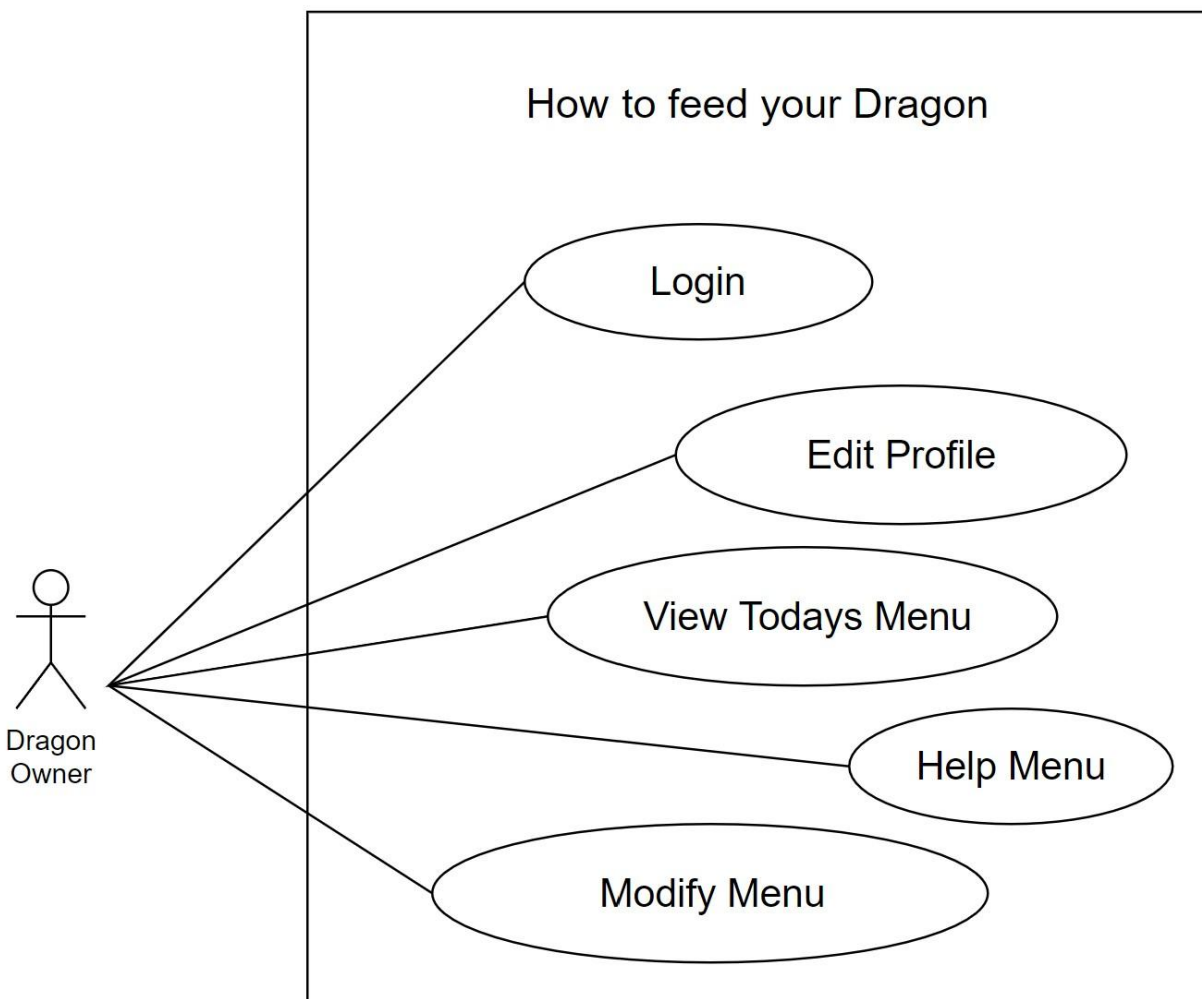 How to feed your Dragon
Login
Edit Profile
View Todays Menu
Help Menu
Modify Menu
Dragon
Owner